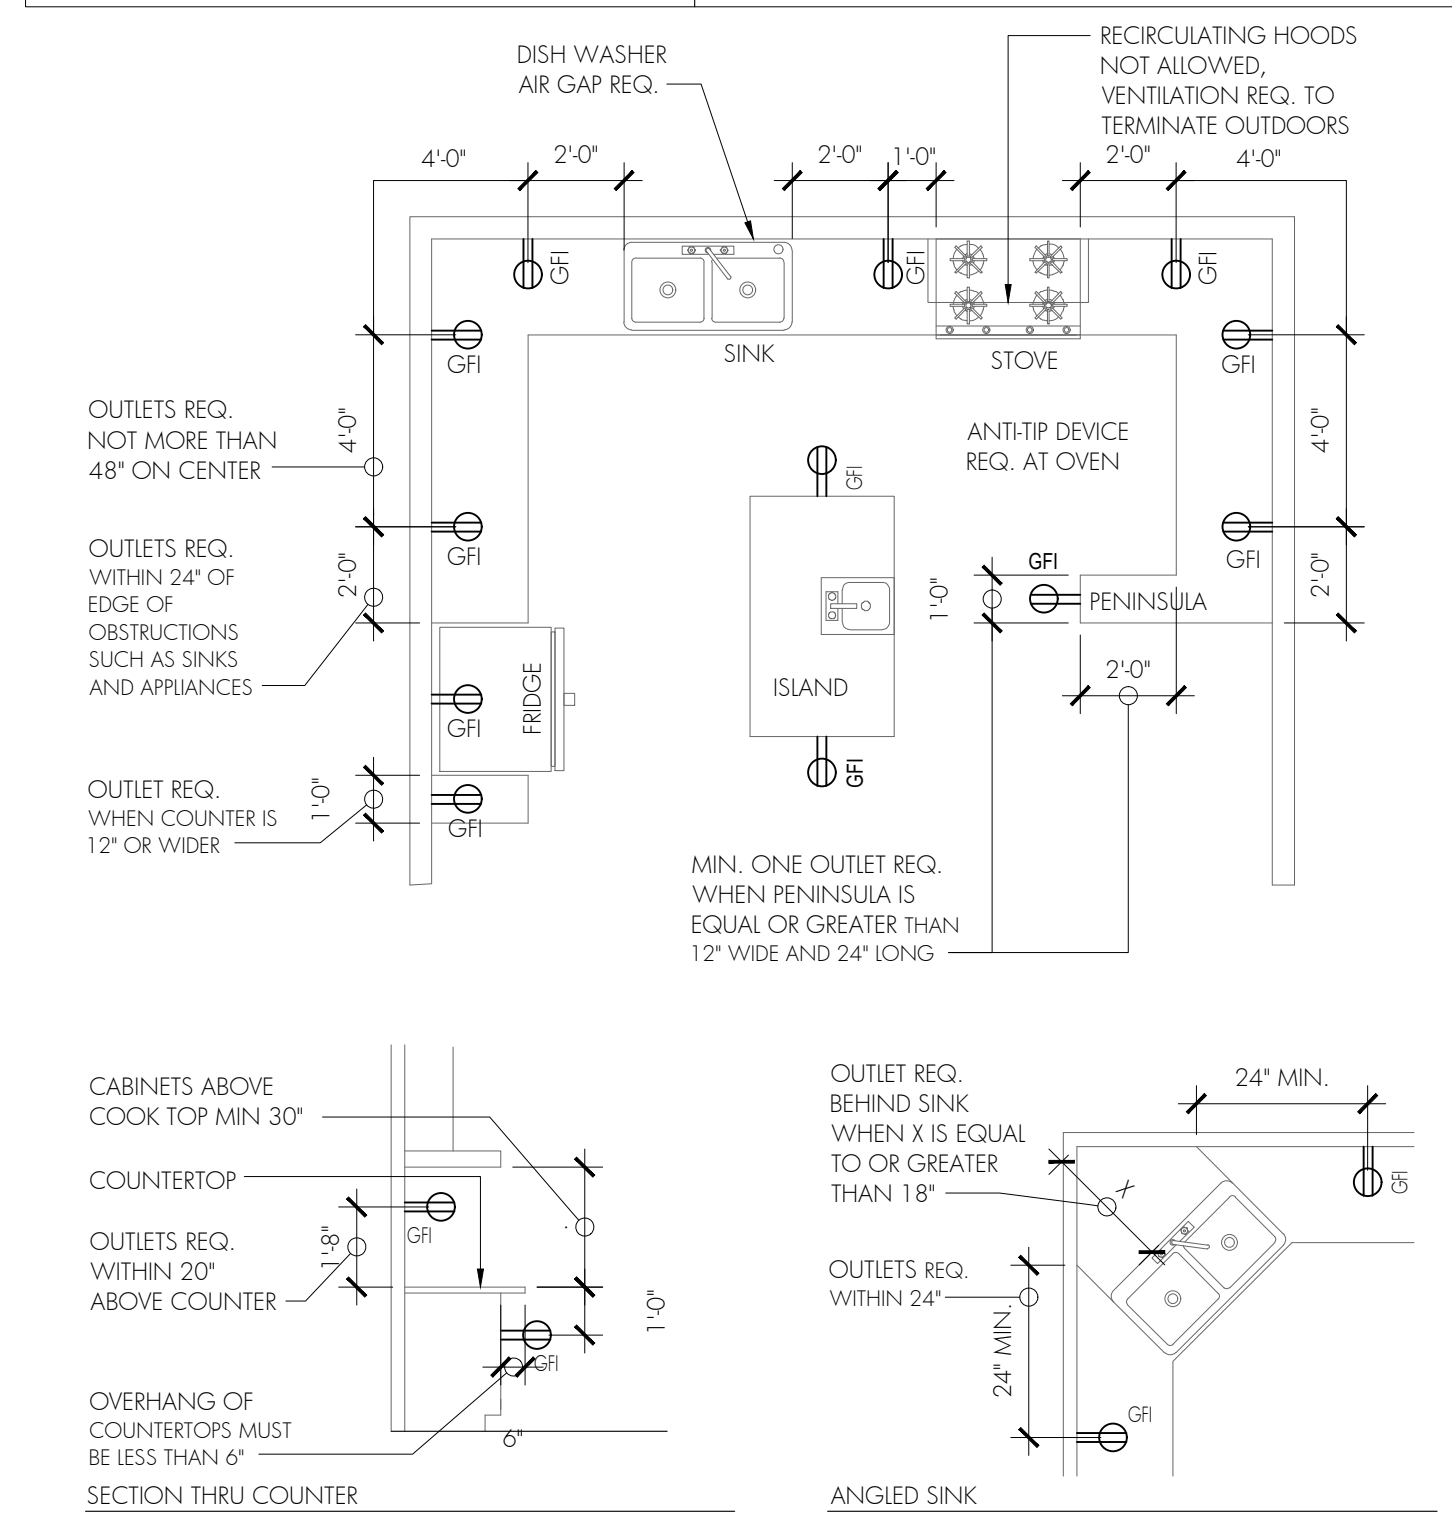 DISH WASHER
AIR GAP REQ.
RECIRCULATING HOODS
NOT ALLOWED,
VENTILATION REQ. TO
TERMINATE OUTDOORS
4'-0"
2'-0"
2'-0"
1'-0"
2'-0"
4'-0"
GFI
GFI
GFI
GFI
SINK
STOVE
GFI
OUTLETS REQ.
NOT MORE THAN
48" ON CENTER
4'-0"
ANTI-TIP DEVICE
REQ. AT OVEN
4'-0"
GFI
OUTLETS REQ.
WITHIN 24" OF
EDGE OF
OBSTRUCTIONS
SUCH AS SINKS
AND APPLIANCES
2'-0"
GFI
GFI
GFI
2'-0"
1'-0"
PENINSULA
2'-0"
FRIDGE
GFI
ISLAND
GFI
OUTLET REQ.
WHEN COUNTER IS
12" OR WIDER
1'-0"
GFI
MIN. ONE OUTLET REQ.
WHEN PENINSULA IS
EQUAL OR GREATER THAN
12" WIDE AND 24" LONG
CABINETS ABOVE
COOK TOP MIN 30"
COUNTERTOP
OUTLETS REQ.
WITHIN 20"
ABOVE COUNTER
1'-8"
GFI
1'-0"
GFI
OVERHANG OF
COUNTERTOPS MUST
BE LESS THAN 6"
6"
SECTION THRU COUNTER
OUTLET REQ.
BEHIND SINK
WHEN X IS EQUAL
TO OR GREATER
THAN 18"
24" MIN.
X
GFI
OUTLETS REQ.
WITHIN 24"
24" MIN.
GFI
ANGLED SINK